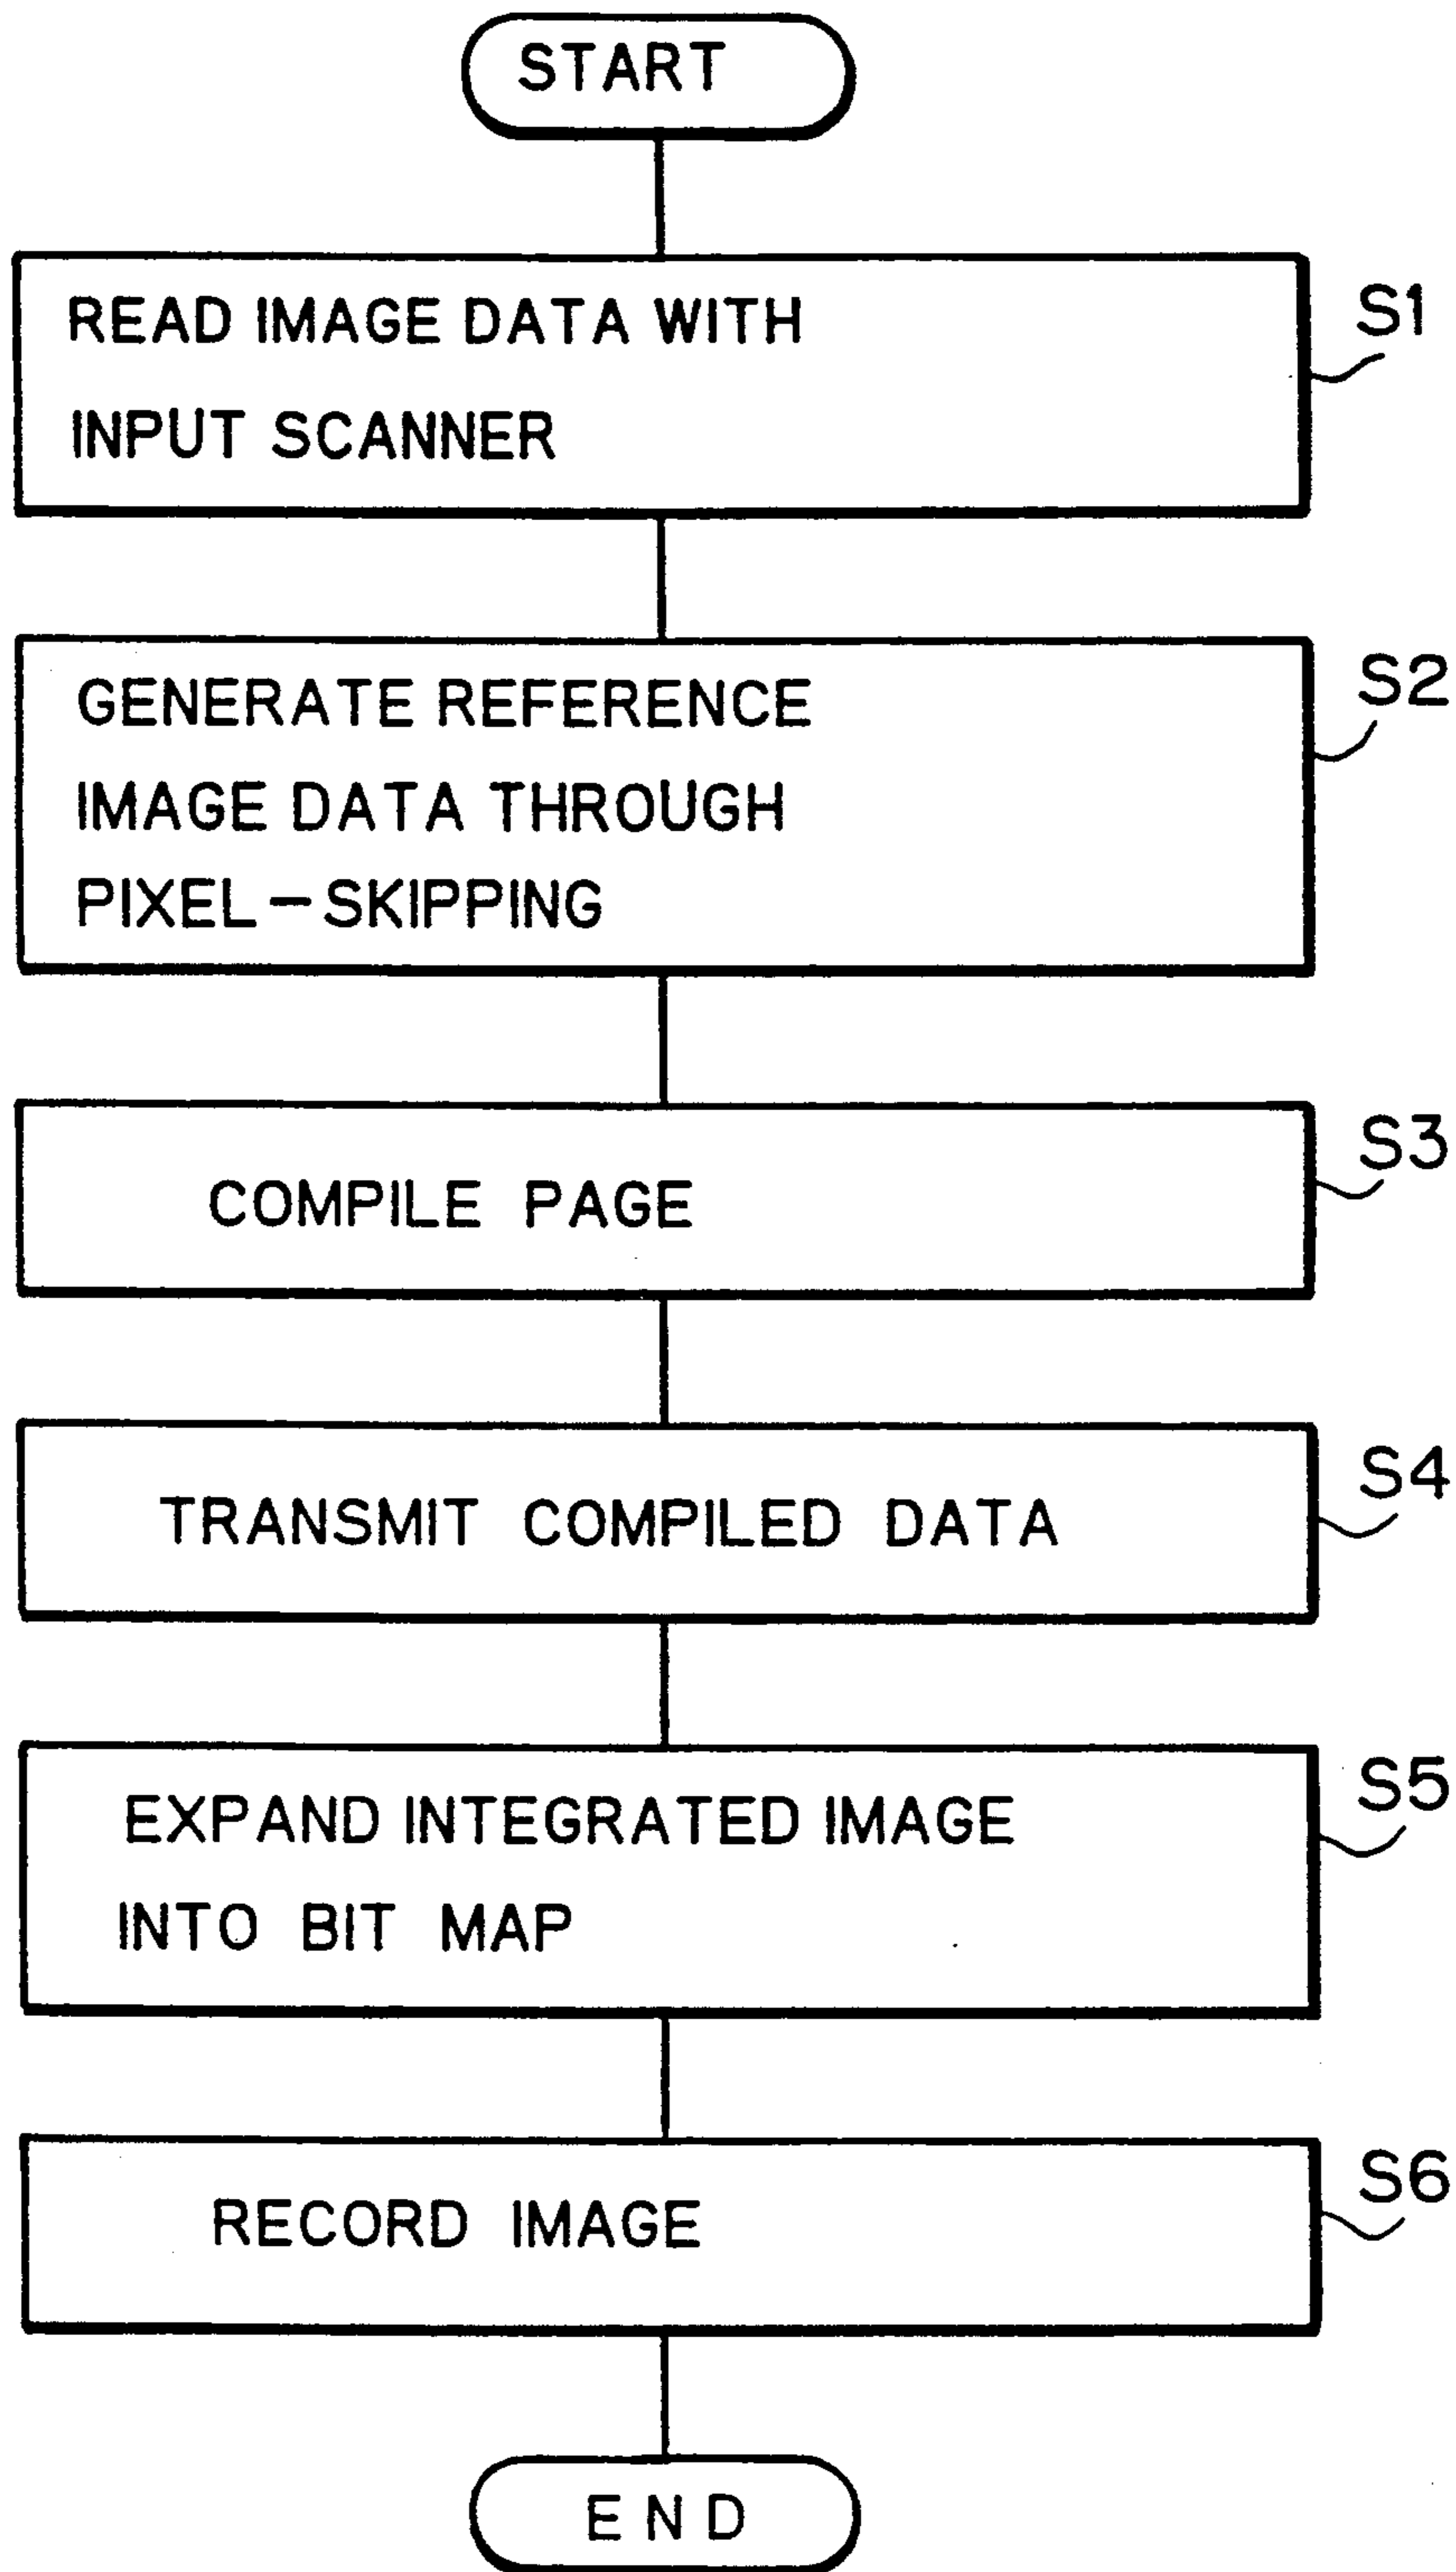 START
READ IMAGE DATA WITH
INPUT SCANNER
S1
GENERATE REFERENCE
IMAGE DATA THROUGH
PIXEL-SKIPPING
S2
COMPILE PAGE
S3
TRANSMIT COMPILED DATA
S4
EXPAND INTEGRATED IMAGE
INTO BIT MAP
S5
RECORD IMAGE
S6
END